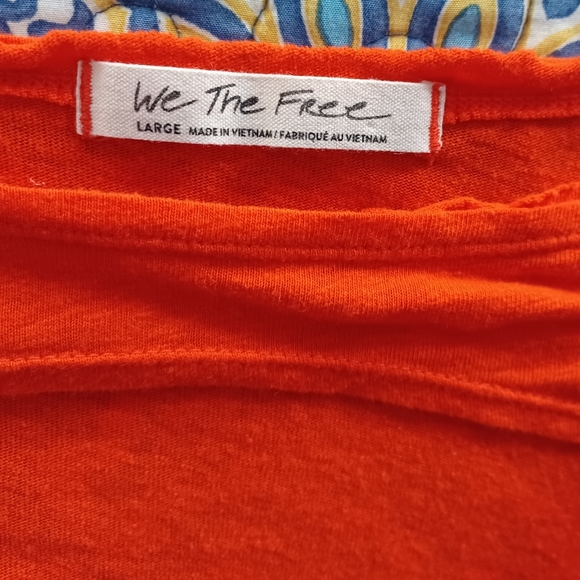 We The Free
LARGE MADE IN VIETNAM / FABRIQUÉ AU VIETNAM